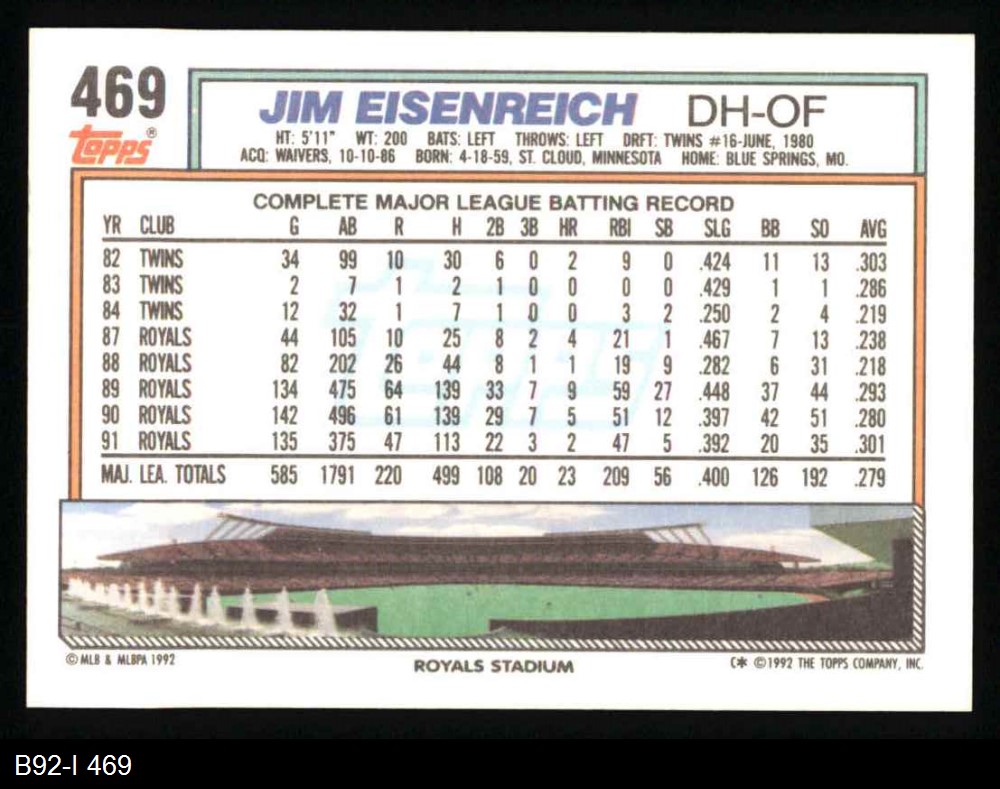 469
Topps®
JIM EISENREICH DH-OF
HT: 5'11" WT: 200 BATS: LEFT THROWS: LEFT DRFT: TWINS #16-JUNE, 1980
ACQ: WAIVERS, 10-10-86 BORN: 4-18-59, ST. CLOUD, MINNESOTA HOME: BLUE SPRINGS, MO.
COMPLETE MAJOR LEAGUE BATTING RECORD
YR CLUB G AB R H 2B 3B HR RBI SB SLG BB SO AVG
82 TWINS 34 99 10 30 6 0 2 9 0 .424 11 13 .303
83 TWINS 2 7 1 2 1 0 0 0 0 .429 1 1 .286
84 TWINS 12 32 1 7 1 0 0 3 2 .250 2 4 .219
87 ROYALS 44 105 10 25 8 2 4 21 1 .467 7 13 .238
88 ROYALS 82 202 26 44 8 1 1 19 9 .282 6 31 .218
89 ROYALS 134 475 64 139 33 7 9 59 27 .448 37 44 .293
90 ROYALS 142 496 61 139 29 7 5 51 12 .397 42 51 .280
91 ROYALS 135 375 47 113 22 3 2 47 5 .392 20 35 .301
MAJ. LEA. TOTALS 585 1791 220 499 108 20 23 209 56 .400 126 192 .279
Topps
© MLB & MLBPA 1992
ROYALS STADIUM
C* ©1992 THE TOPPS COMPANY, INC.
B92-I 469